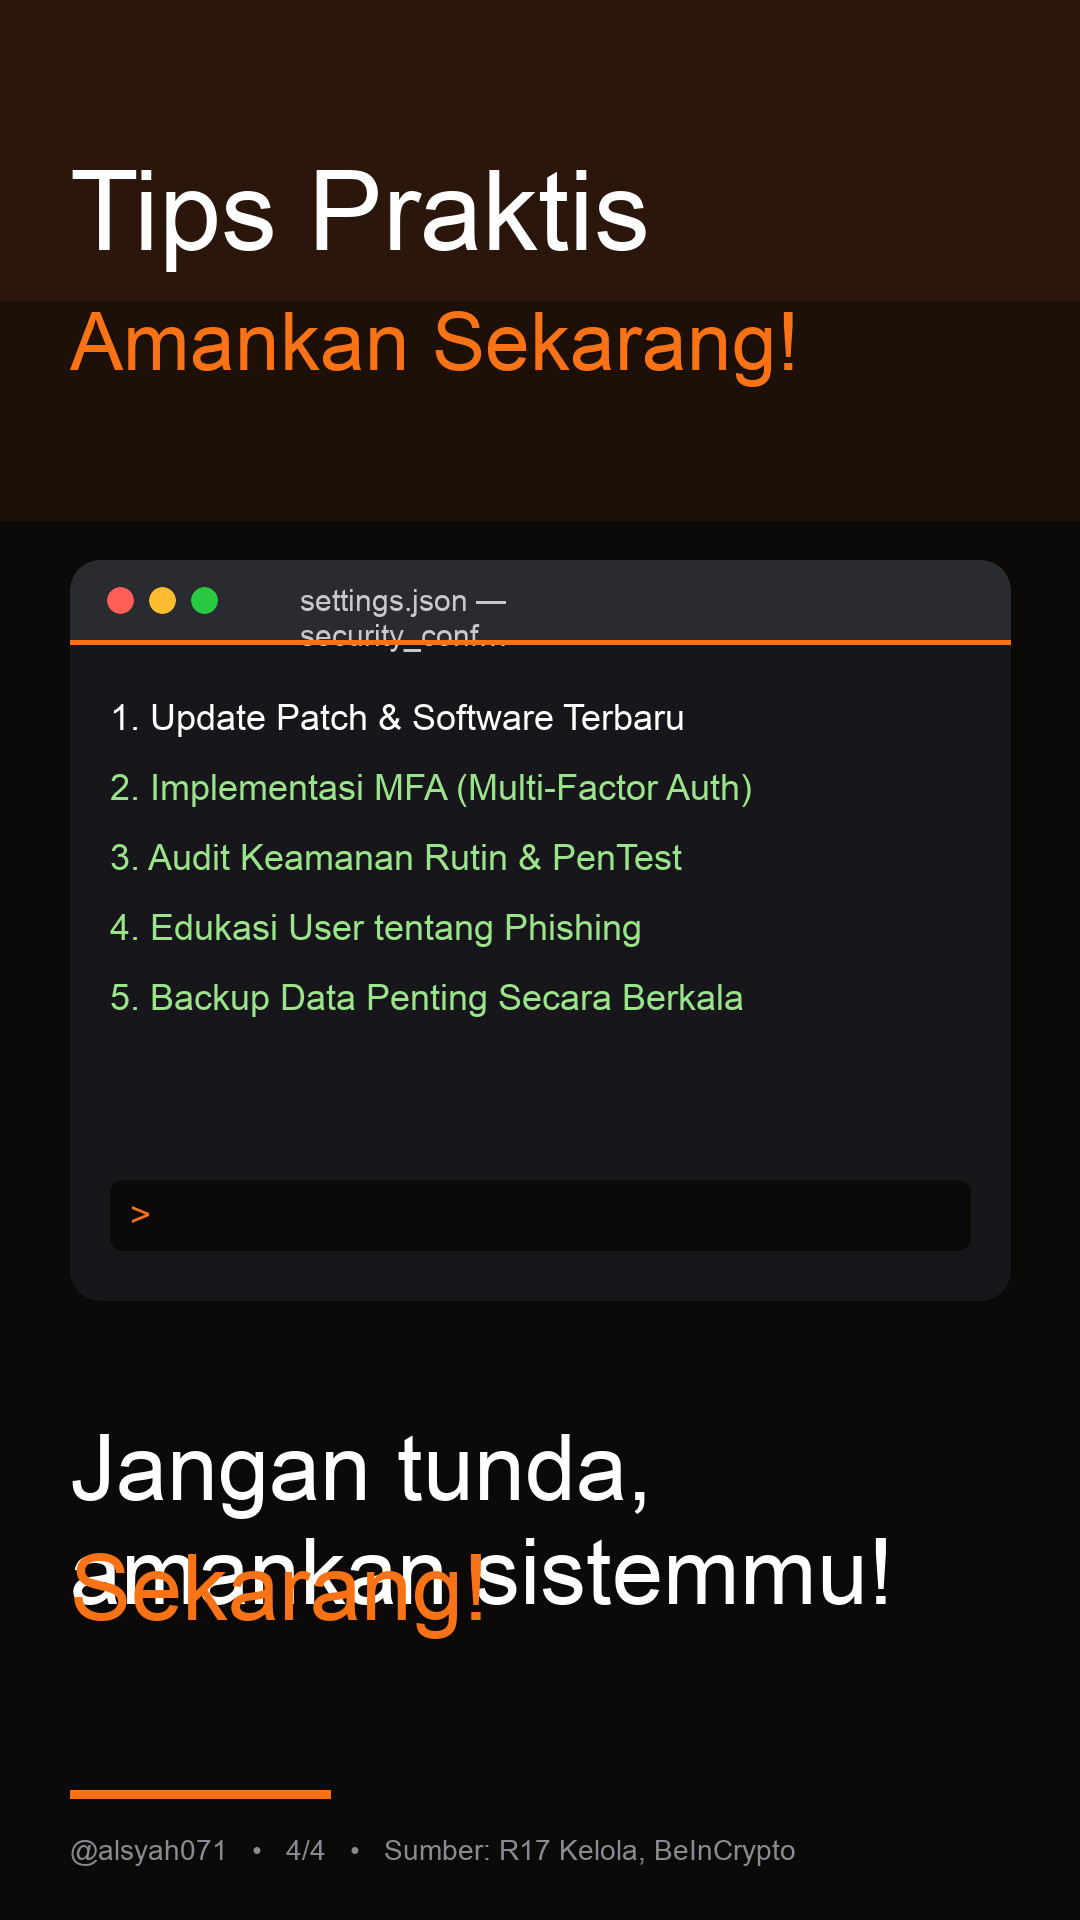 Tips Praktis
Amankan Sekarang!
settings.json —
security_conf...
1. Update Patch & Software Terbaru
2. Implementasi MFA (Multi-Factor Auth)
3. Audit Keamanan Rutin & PenTest
4. Edukasi User tentang Phishing
5. Backup Data Penting Secara Berkala
>
Jangan tunda,
amankan sistemmu!
Sekarang!
@alsyah071 • 4/4 • Sumber: R17 Kelola, BeInCrypto